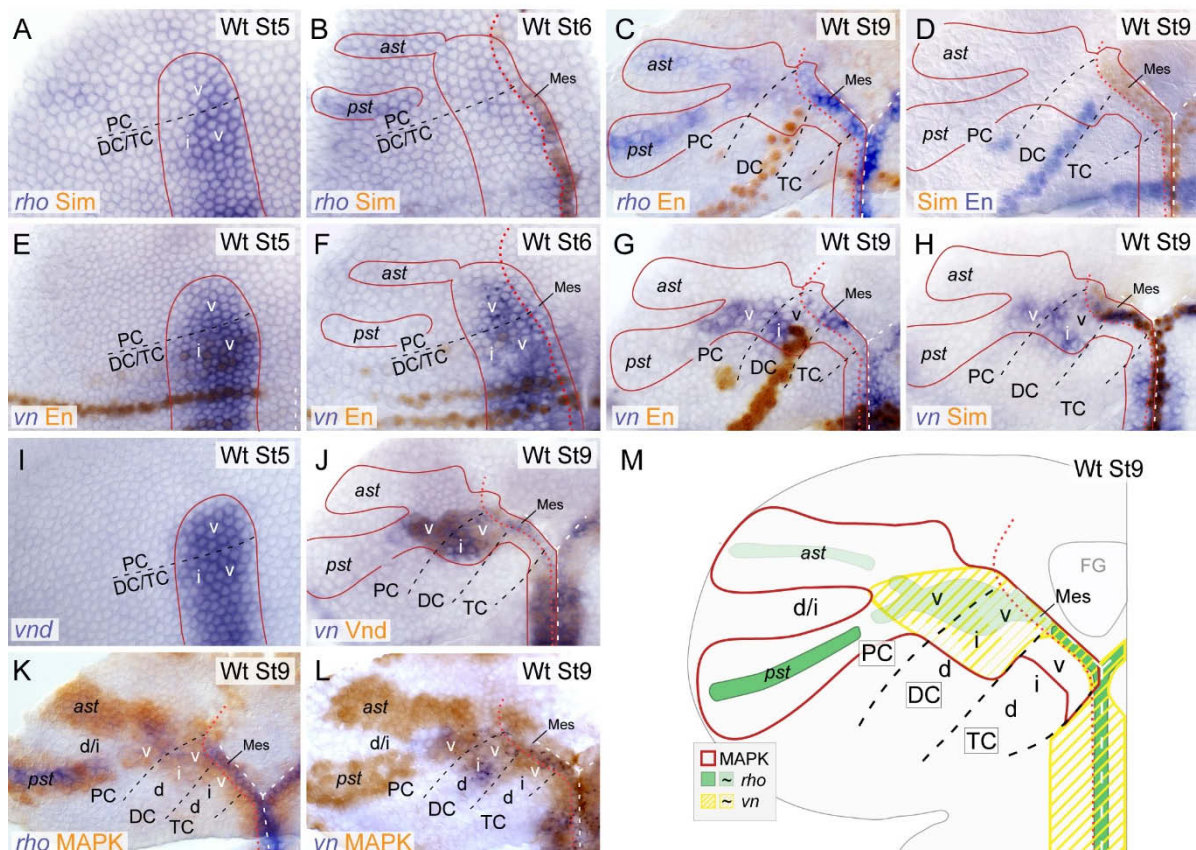 A Wt St5
v
PC
DC/TC
i v
rho Sim
B Wt St6
ast
Mes
pst
PC
DC/TC
rho Sim
C Wt St9
ast
Mes
pst
PC
DC
TC
rho En
D Wt St9
ast
Mes
pst
PC
DC
TC
Sim En
E Wt St5
v
PC
DC/TC
i v
vn En
F Wt St6
ast
v
Mes
pst
PC
DC/TC
i v
vn En
G Wt St9
ast
Mes
v v
i
pst
PC
DC
TC
vn En
H Wt St9
ast
Mes
v v
i
pst
PC
DC
TC
vn Sim
I Wt St5
v
PC
DC/TC
i v
vnd
J Wt St9
ast
Mes
v v
i
pst
PC
DC
TC
vn Vnd
K Wt St9
ast
Mes
d/i
v v
i
pst
d i
PC
d
DC
TC
rho MAPK
L Wt St9
ast
Mes
d/i
v v
i
pst
d i
PC
d
DC
TC
vn MAPK
M Wt St9
ast
FG
Mes
d/i
v v
i
pst
PC
d
DC
v
i
d
TC
MAPK
~ rho
~ vn